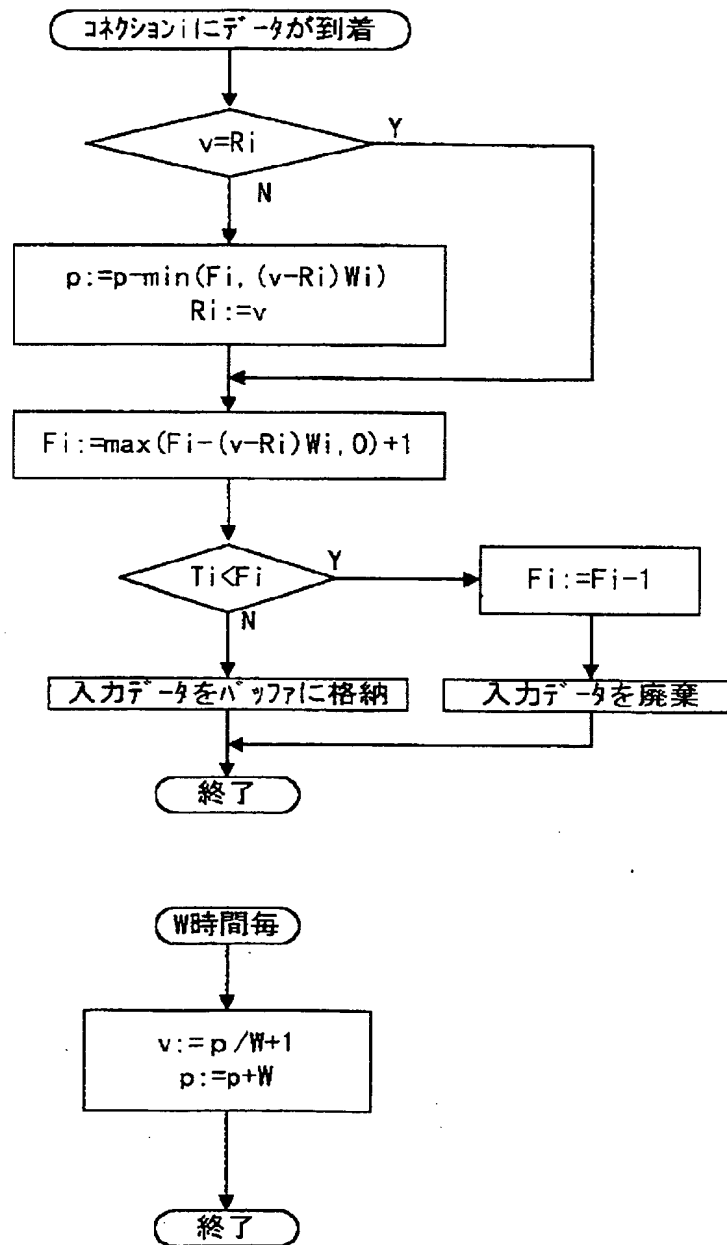 コネクションiにデータが到着
v=Ri
Y
N
p:=p-min(Fi, (v-Ri)Wi)
Ri:=v
Fi:=max(Fi-(v-Ri)Wi,0)+1
Ti<Fi
Y
Fi:=Fi-1
N
入力データをバッファに格納
入力データを廃棄
終了
W時間毎
v:=p/W+1
p:=p+W
終了